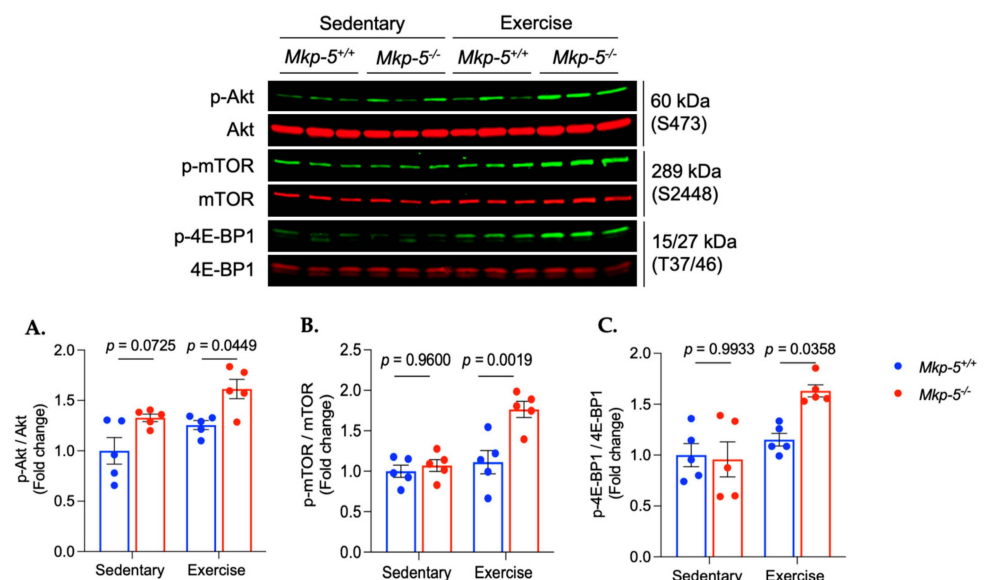 Sedentary Exercise
Mkp-5+/+ Mkp-5-/- Mkp-5+/+ Mkp-5-/-
p-Akt
Akt
60 kDa
(S473)
p-mTOR
mTOR
289 kDa
(S2448)
p-4E-BP1
4E-BP1
15/27 kDa
(T37/46)
A.
p = 0.0725 p = 0.0449
2.0
1.5
1.0
0.5
0.0
p-Akt / Akt
(Fold change)
Sedentary Exercise
B.
p = 0.9600 p = 0.0019
2.5
2.0
1.5
1.0
0.5
0.0
p-mTOR / mTOR
(Fold change)
Sedentary Exercise
C.
p = 0.9933 p = 0.0358
2.0
1.5
1.0
0.5
0.0
p-4E-BP1 / 4E-BP1
(Fold change)
Sedentary Exercise
Mkp-5+/+
Mkp-5-/-